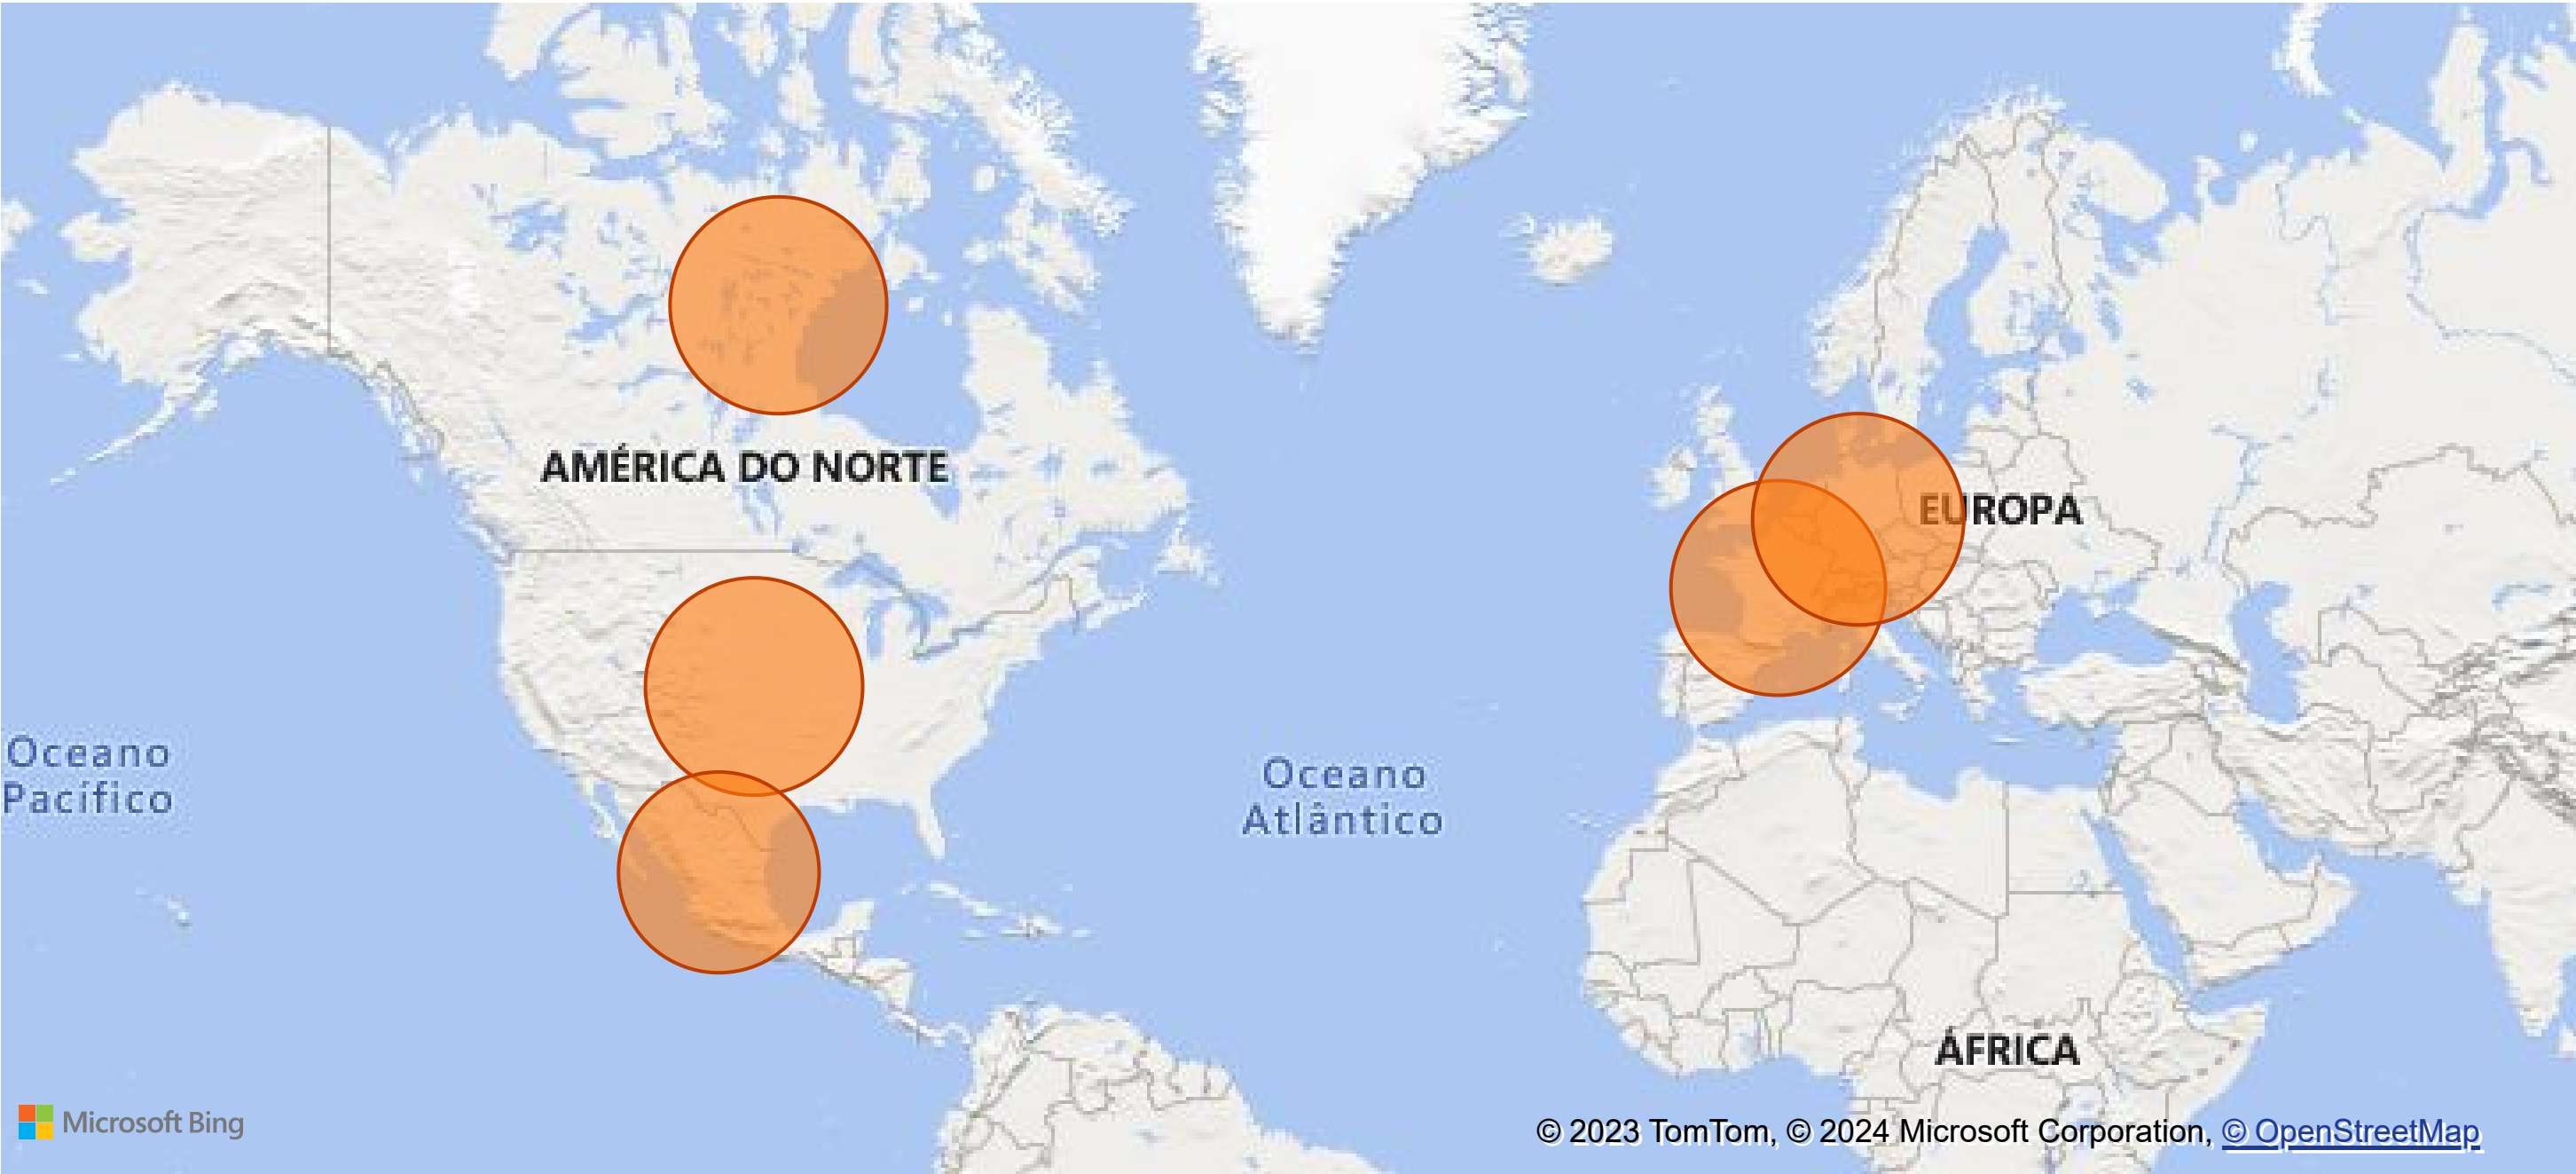 AMÉRICA DO NORTE
EUROPA
Oceano
Pacífico
Oceano
Atlântico
ÁFRICA
Microsoft Bing
© 2023 TomTom, © 2024 Microsoft Corporation, © OpenStreetMap